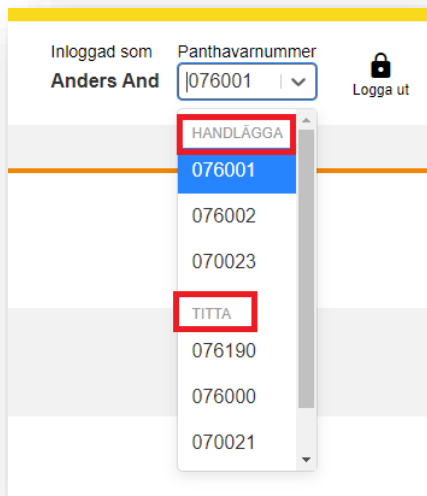 Inloggad som Panthavarnummer
Anders And 076001
Logga ut
HANDLÄGGA
076001
076002
070023
TITTA
076190
076000
070021